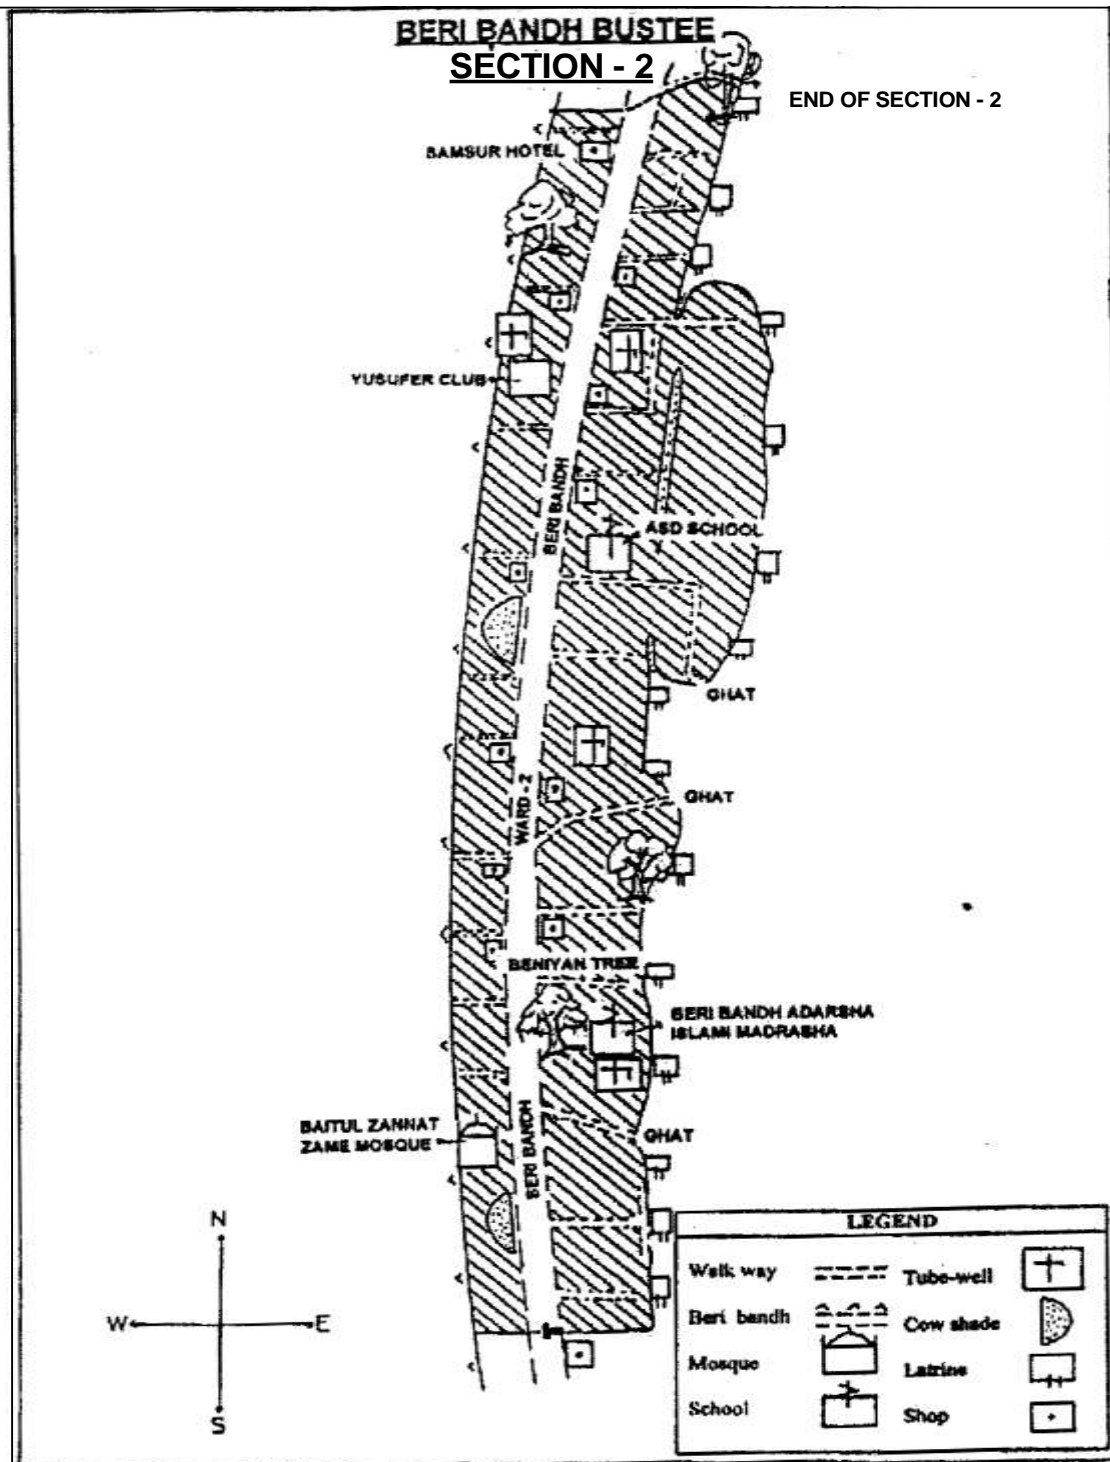 BERI BANDH BUSTEE
SECTION - 2
END OF SECTION - 2
SAMSUR HOTEL
YUSUFER CLUB
BERI BANDH
ASD SCHOOL
GHAT
WARD - 2
GHAT
BENIYAN TREE
BERI BANDH ADARSHA
ISLAMI MADRASHA
BAITUL ZANNAT
ZAME MOSQUE
BERI BANDH
GHAT
N
W
E
S
LEGEND
Walk way
Tube-well
Beri bandh
Cow shade
Mosque
Latrine
School
Shop